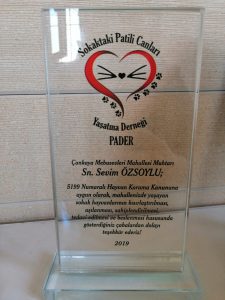 Sokaktaki Patili Canları
Yaşatma Derneği
PADER
Çankaya Mebusevleri Mahallesi Muhtarı
Sn. Sevim ÖZSOYLU;
5199 Numaralı Hayvan Koruma Kanununa
uygun olarak, mahallenizde yaşayan
sokak hayvanlarının kısırlaştırılması,
aşılanması, sahiplendirilmesi,
tedavi edilmesi ve beslenmesi hususunda
gösterdiğiniz çabalardan dolayı
teşekkür ederiz!
2019